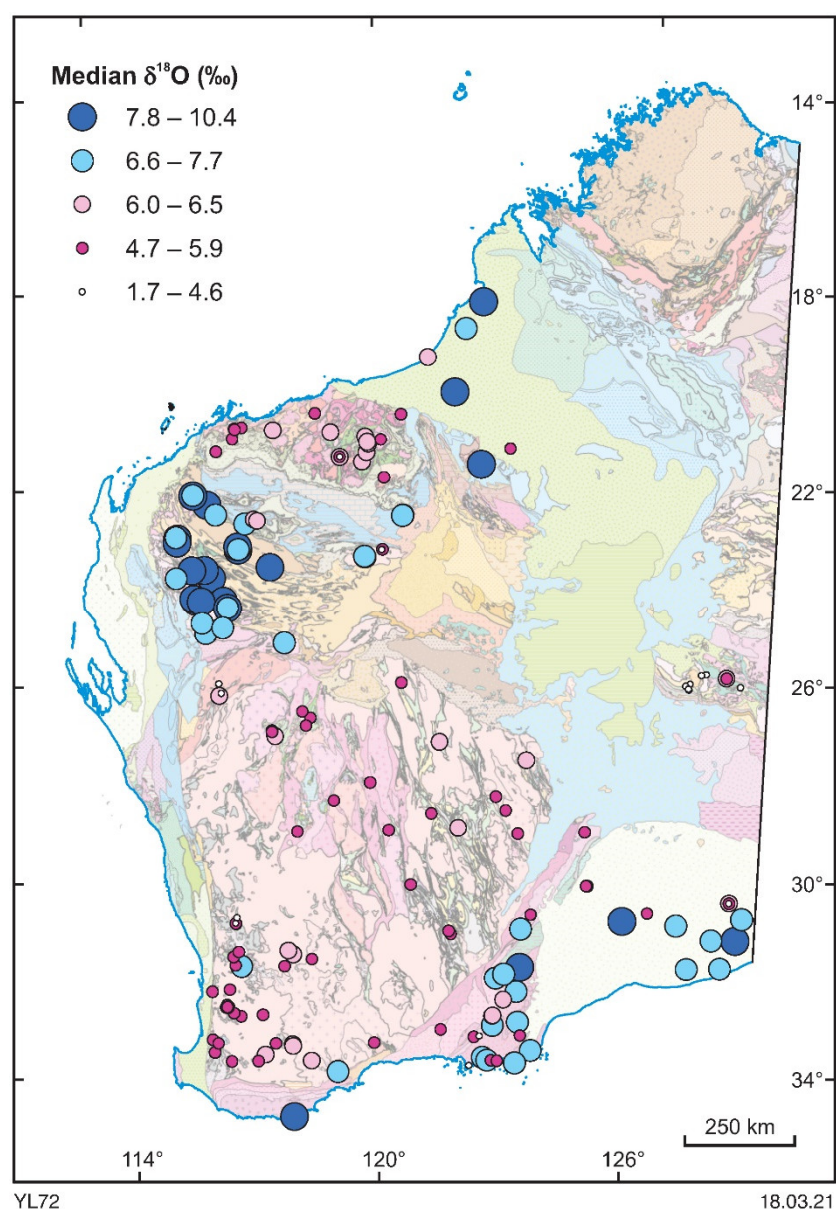 Median δ¹⁸O (‰)
7.8 – 10.4
6.6 – 7.7
6.0 – 6.5
4.7 – 5.9
1.7 – 4.6
14°
18°
22°
26°
30°
34°
250 km
114° 120° 126°
YL72 18.03.21